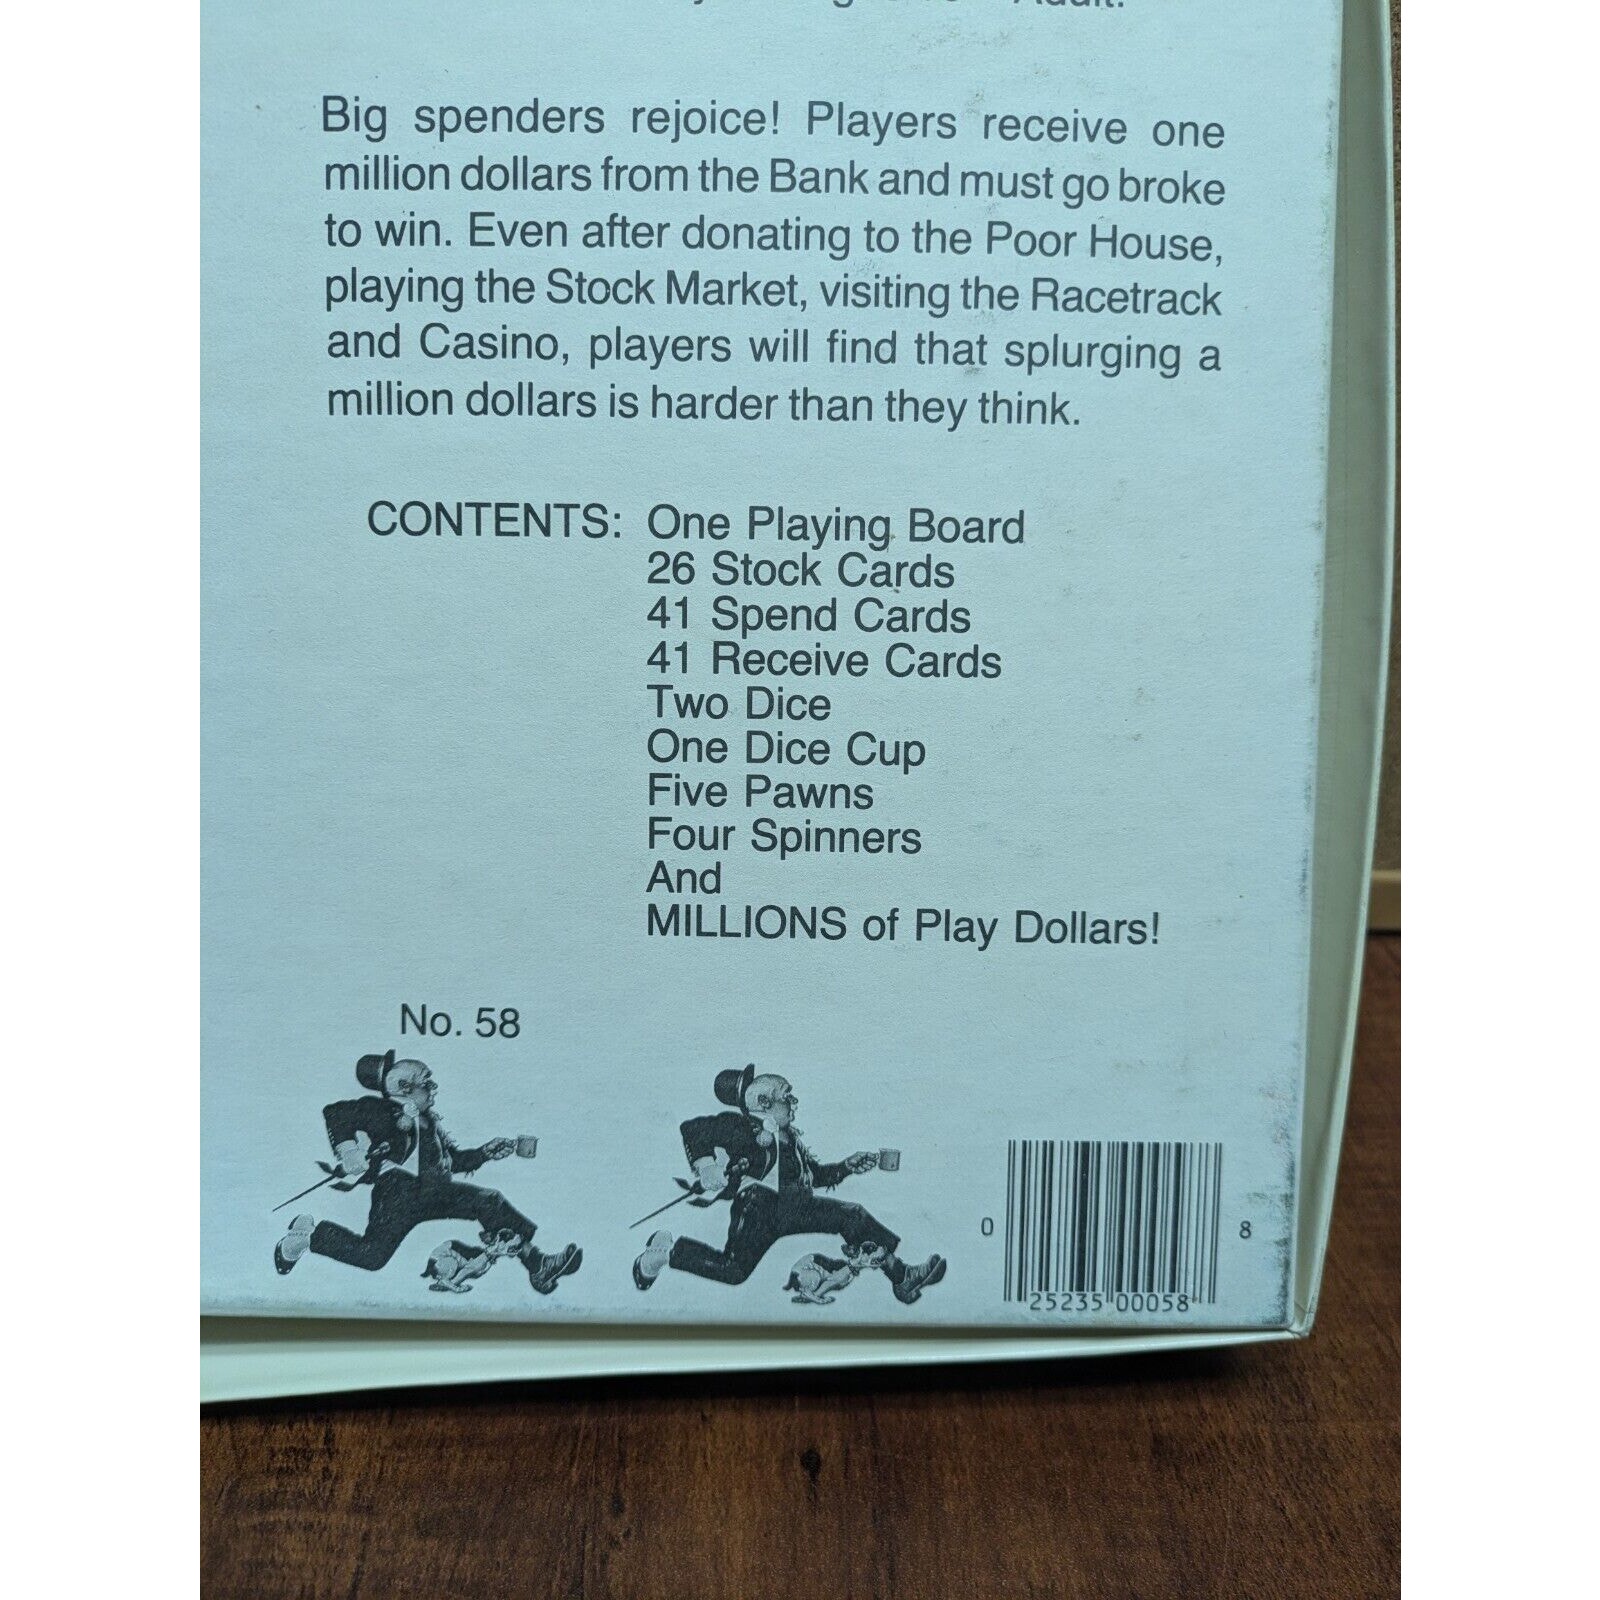 Adult.
Big spenders rejoice! Players receive one
million dollars from the Bank and must go broke
to win. Even after donating to the Poor House,
playing the Stock Market, visiting the Racetrack
and Casino, players will find that splurging a
million dollars is harder than they think.
CONTENTS: One Playing Board
26 Stock Cards
41 Spend Cards
41 Receive Cards
Two Dice
One Dice Cup
Five Pawns
Four Spinners
And
MILLIONS of Play Dollars!
No. 58
0 25235 00058 8